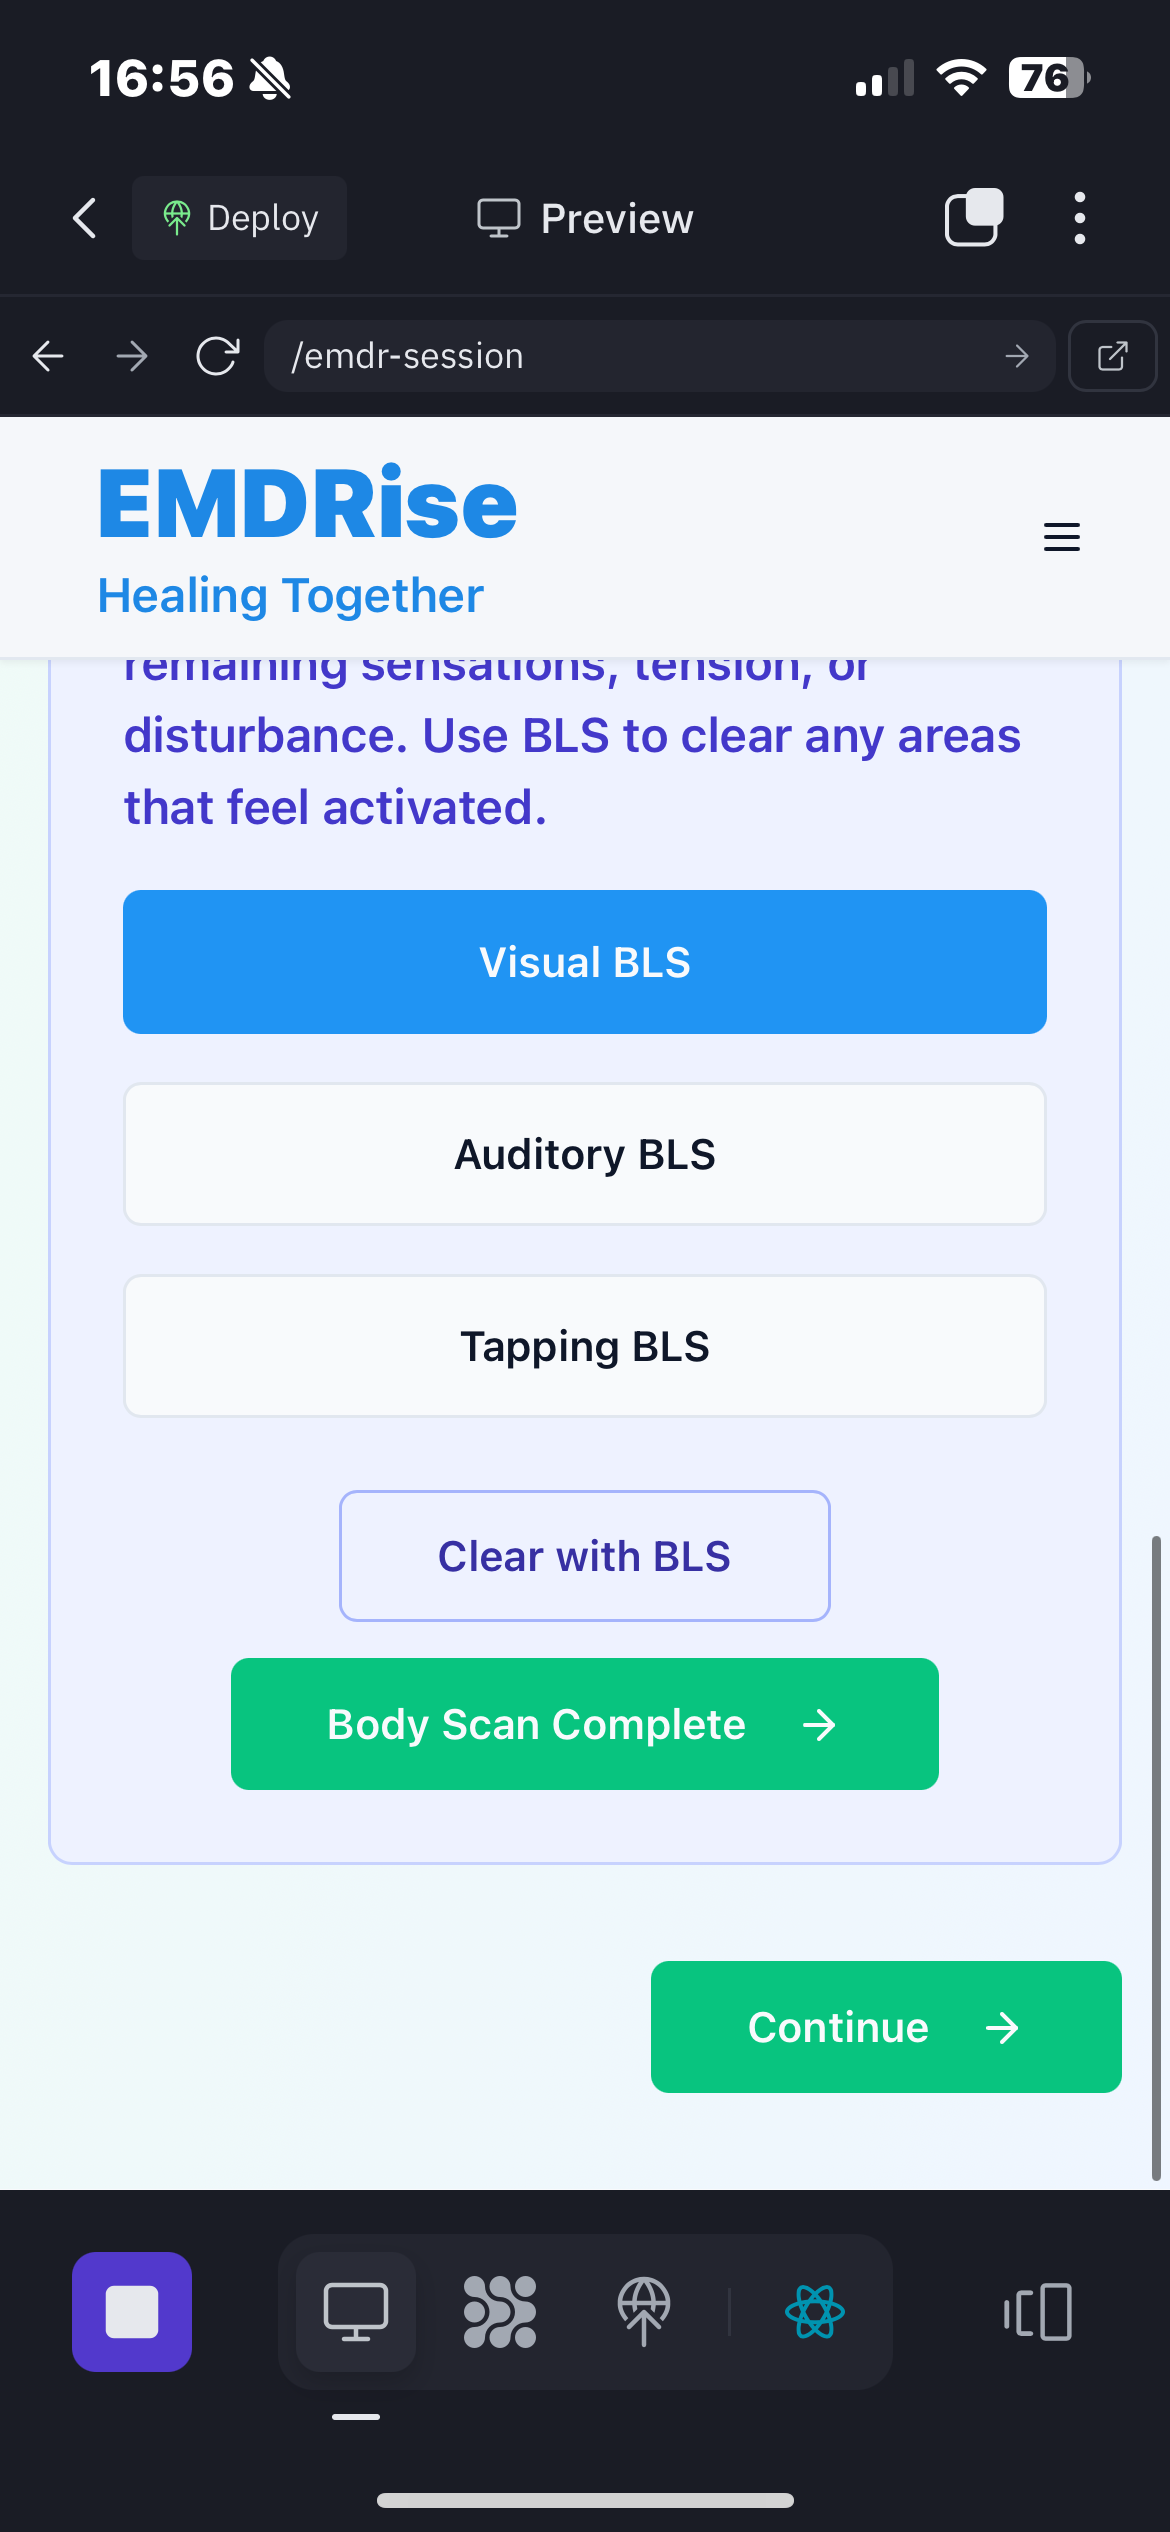 16:56
76
Deploy
Preview
/emdr-session
EMDRise
Healing Together
remaining sensations, tension, or
disturbance. Use BLS to clear any areas
that feel activated.
Visual BLS
Auditory BLS
Tapping BLS
Clear with BLS
Body Scan Complete →
Continue →